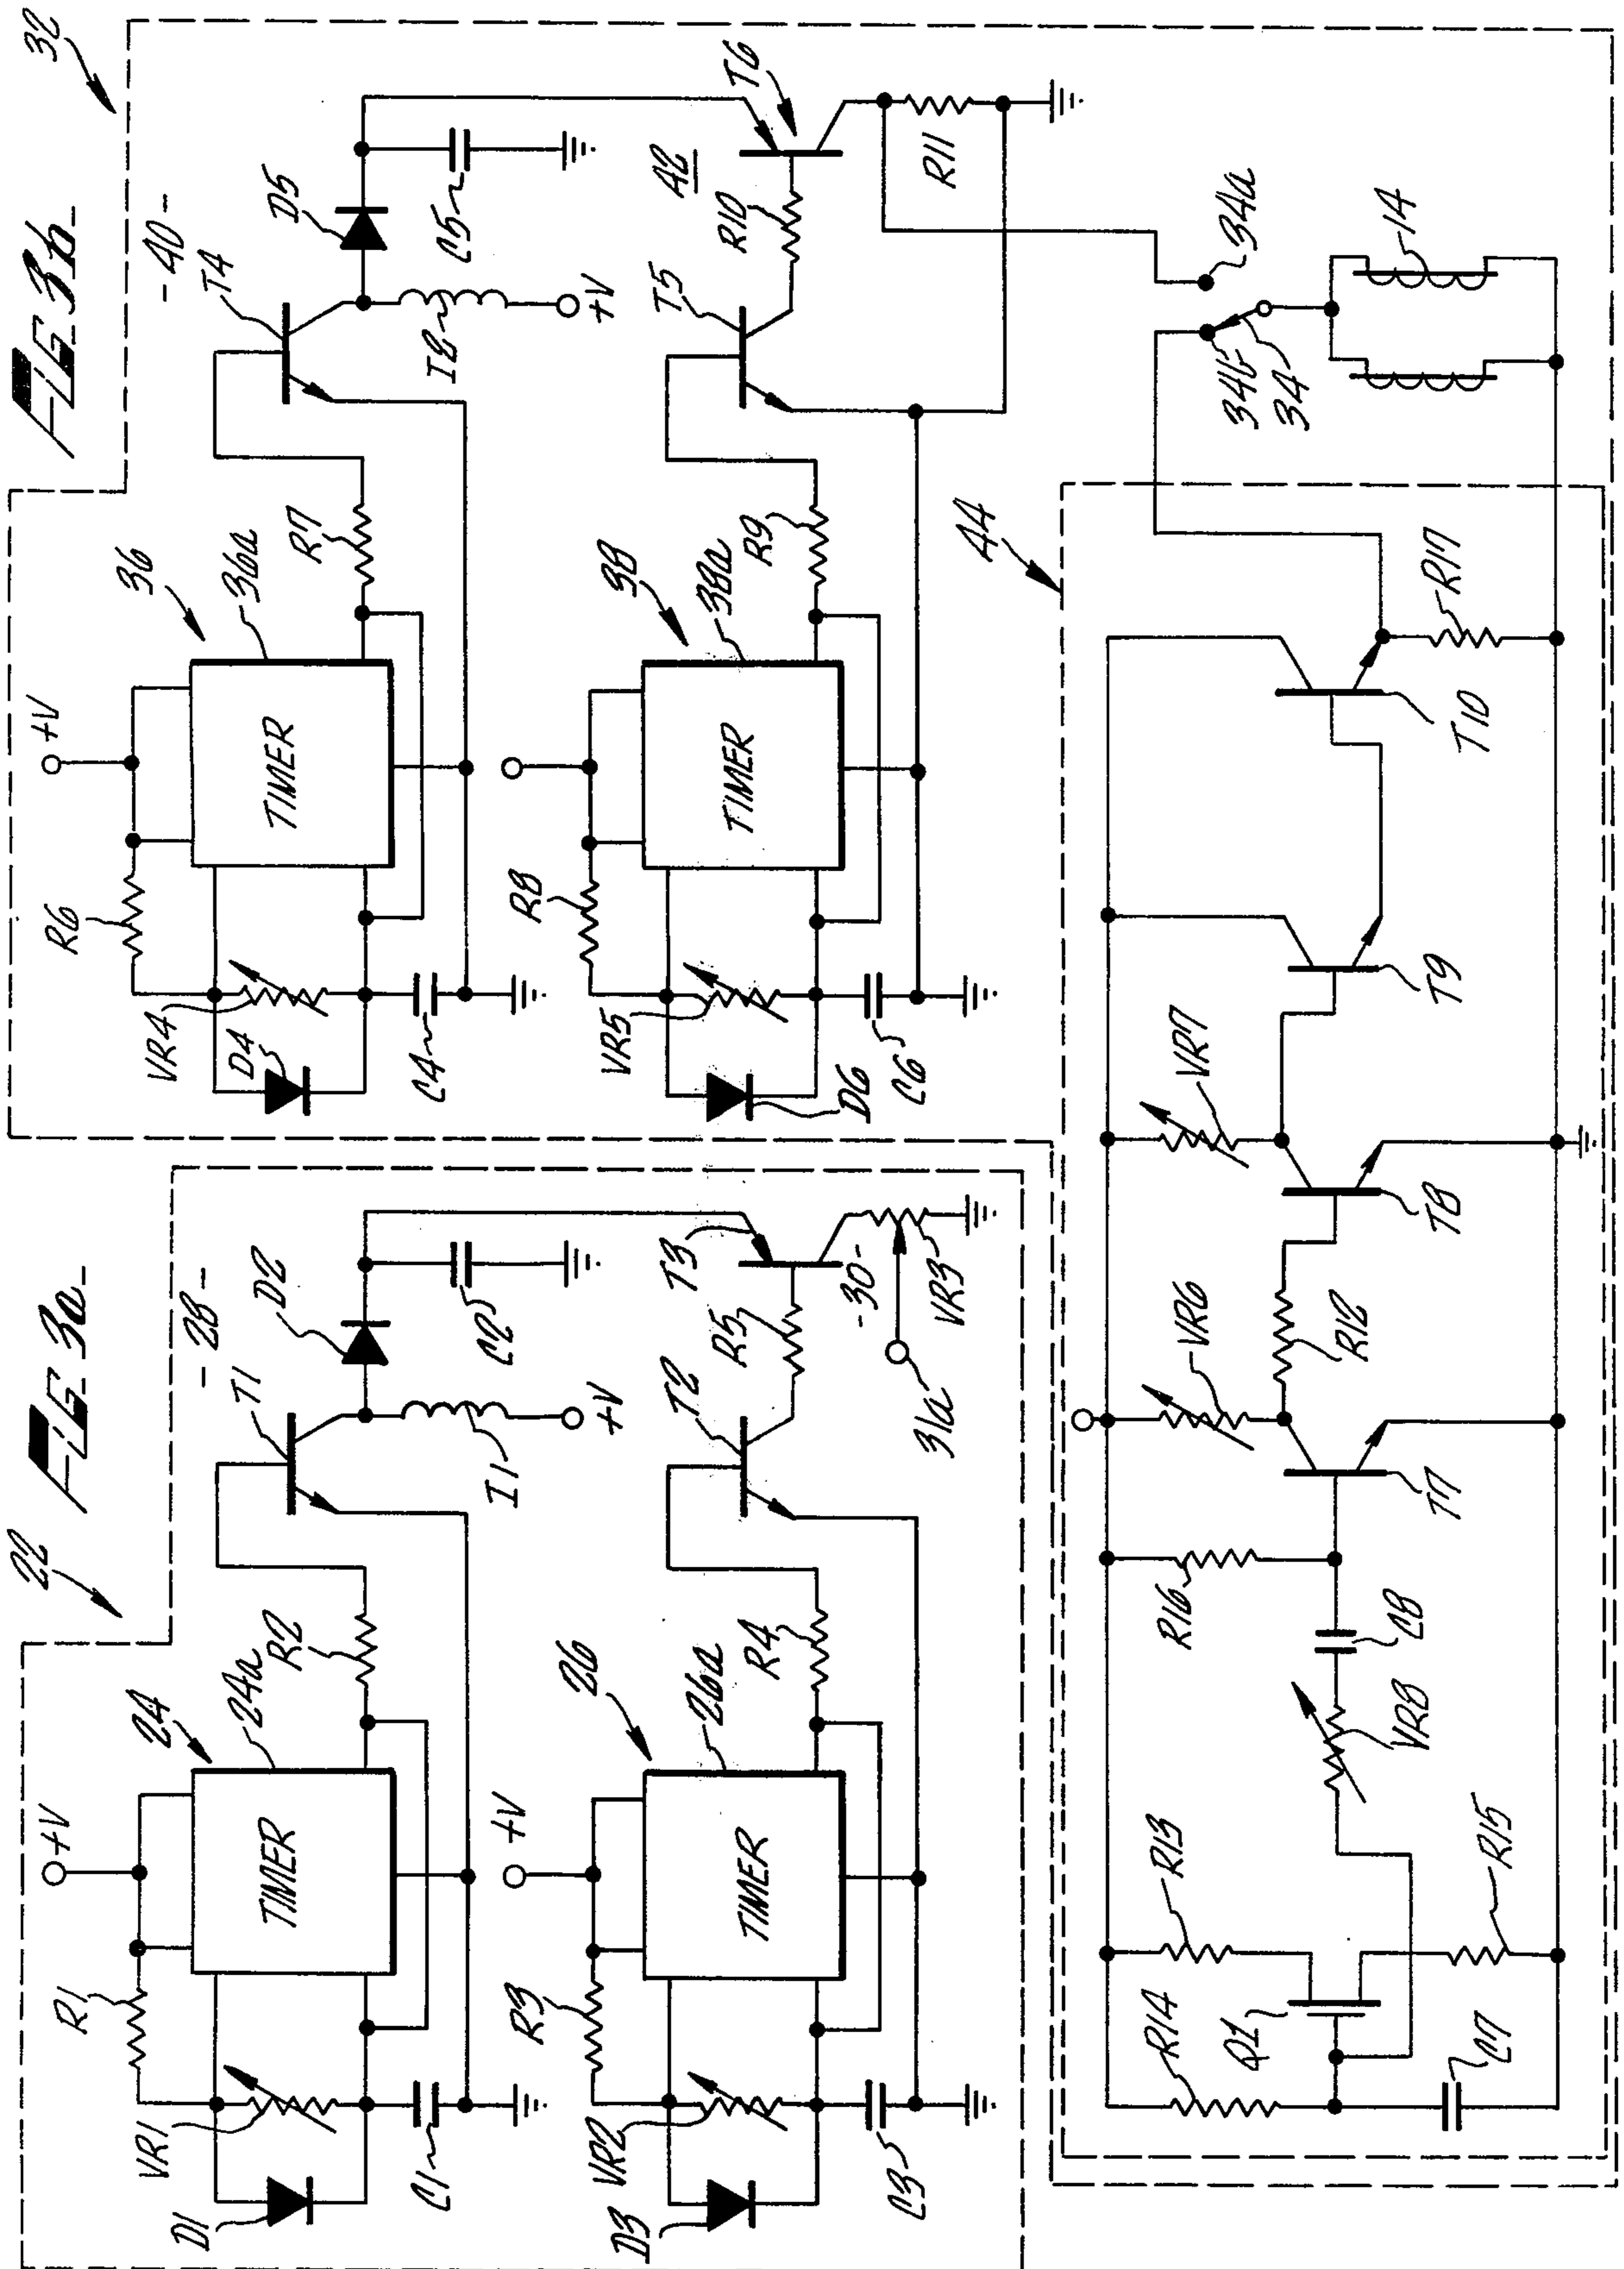 FIG. 3a
22
24
+V
R1
VR1
D1
C1
TIMER
24a
R2
T1
-28-
D2
I1
+V
C2
26
+V
R3
VR2
D3
C3
TIMER
26a
R4
T2
R5
T3
-30-
VR3
31a
FIG. 3b
32
36
+V
R6
VR4
D4
C4
TIMER
36a
R7
T4
-40-
D5
I2
+V
C5
38
R8
VR5
D6
C6
TIMER
38a
R9
T5
R10
42
T6
R11
34a
34b
34
14
44
R14
R13
Q1
C7
R15
VR8
C8
R16
T7
VR6
R12
T8
VR7
T9
T10
R17